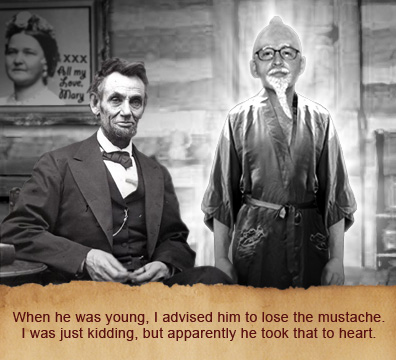 XXX
All my
Love,
Mary
When he was young, I advised him to lose the mustache.
I was just kidding, but apparently he took that to heart.